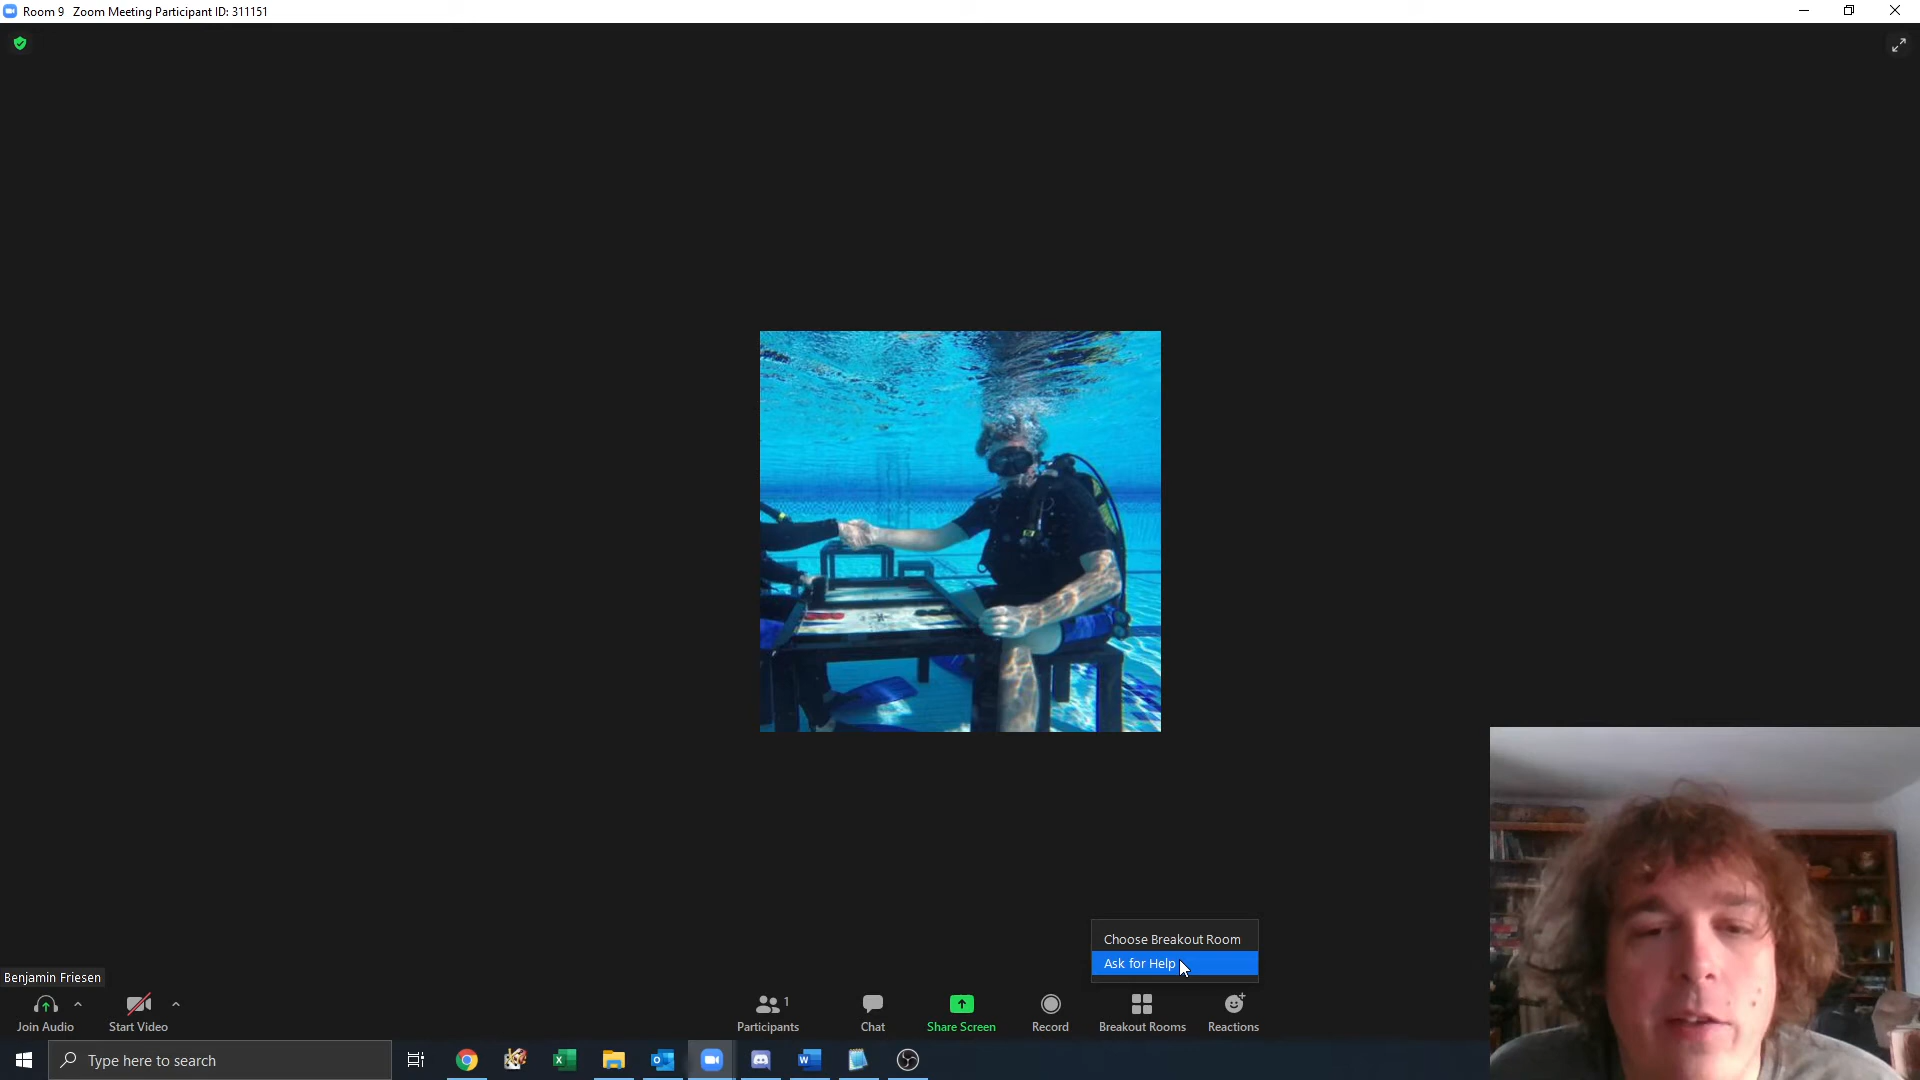 Room 9 Zoom Meeting Participant ID: 311151
Choose Breakout Room
Ask for Help
Benjamin Friesen
Join Audio
Start Video
Participants
1
Chat
Share Screen
Record
Breakout Rooms
Reactions
Type here to search